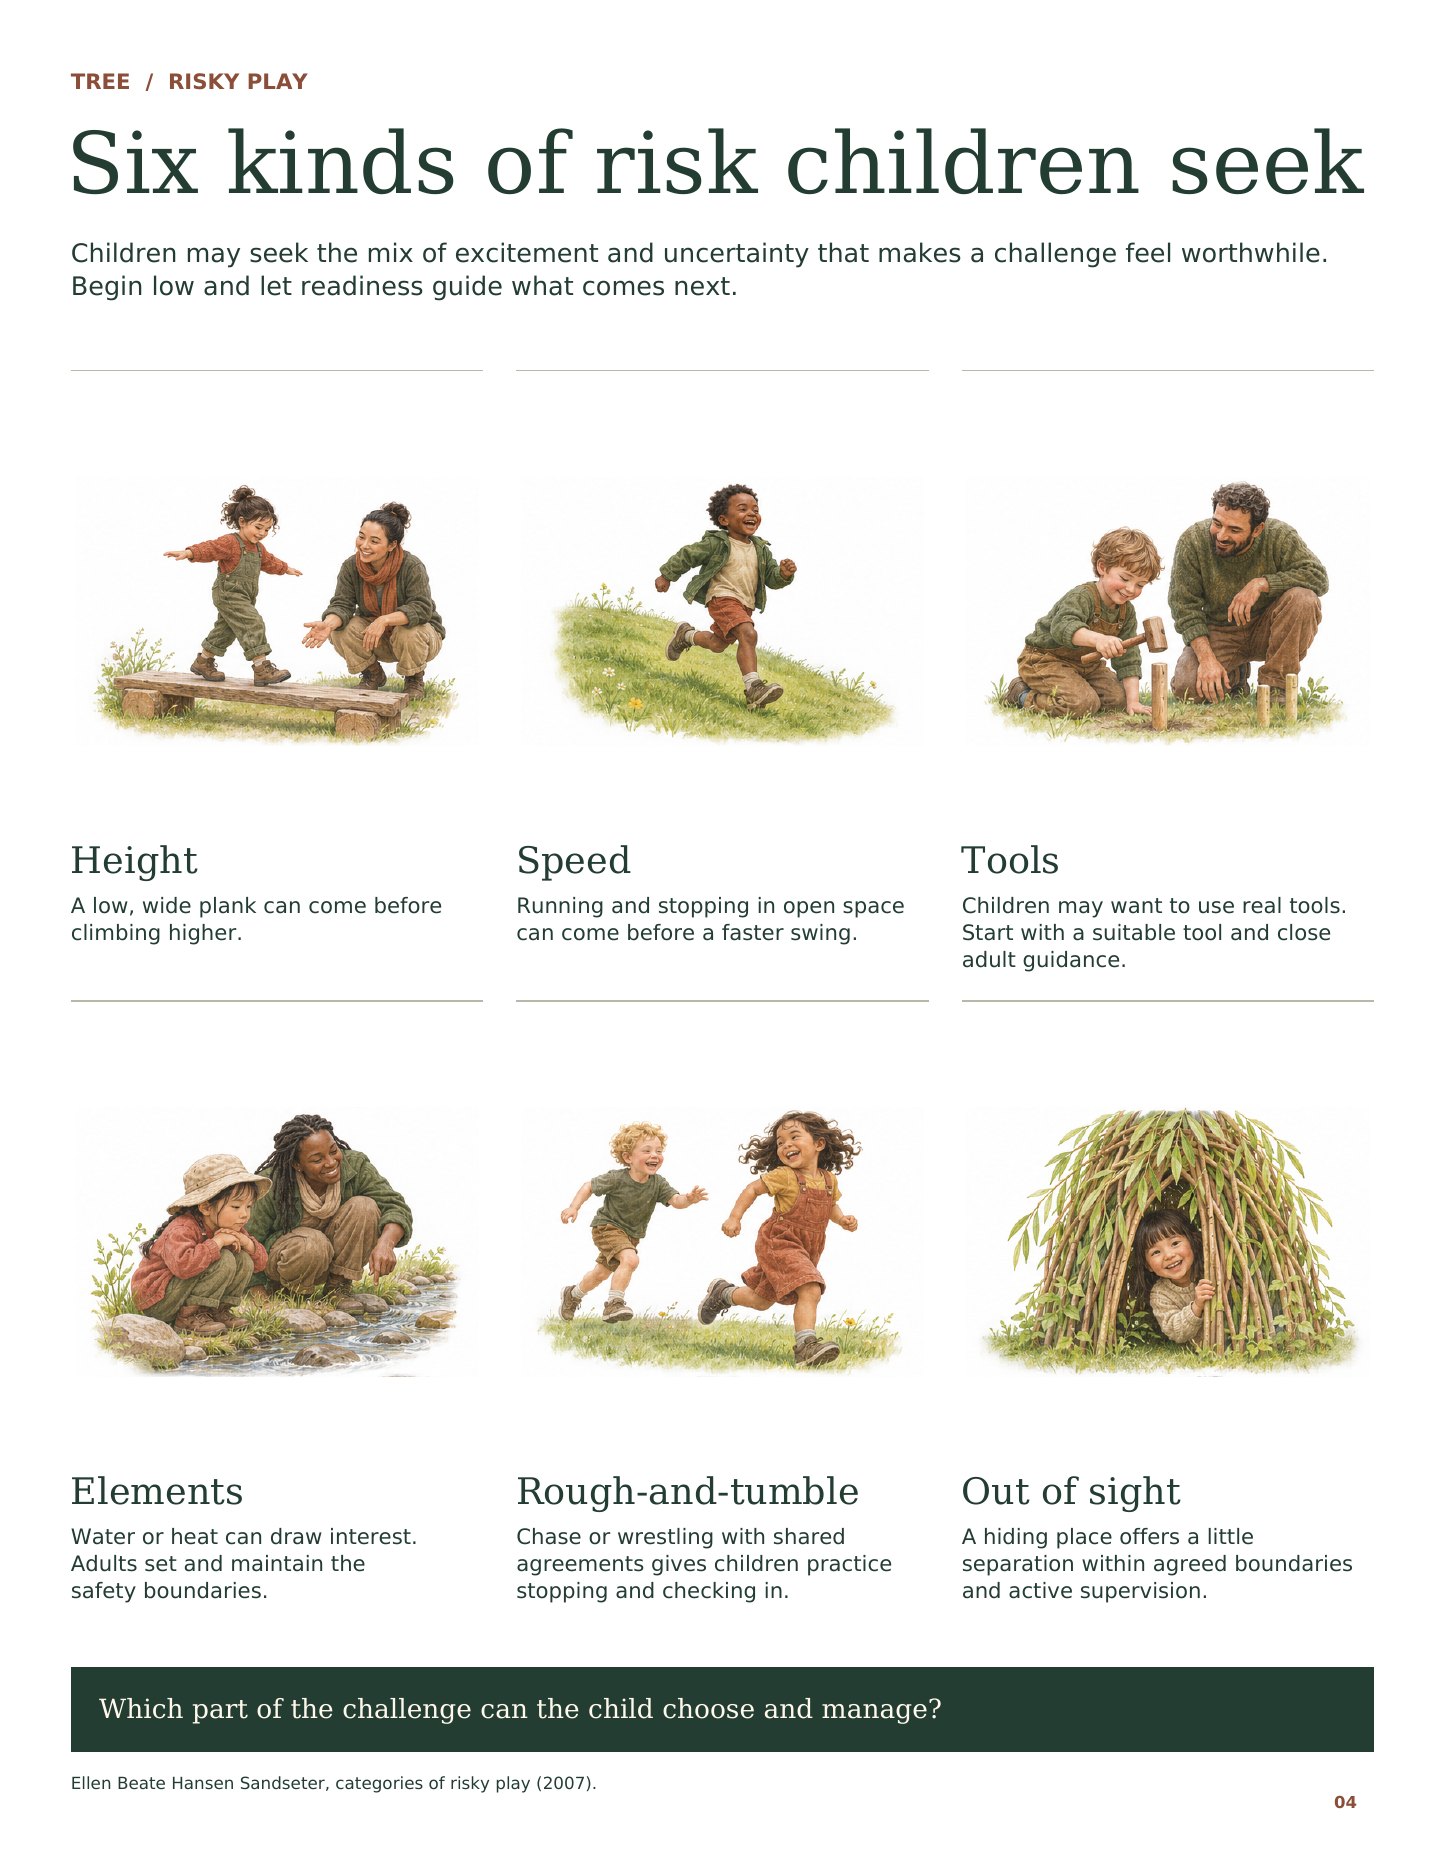 TREE / RISKY PLAY
Six kinds of risk children seek
Children may seek the mix of excitement and uncertainty that makes a challenge feel worthwhile.
Begin low and let readiness guide what comes next.
Height
A low, wide plank can come before
climbing higher.
Speed
Running and stopping in open space
can come before a faster swing.
Tools
Children may want to use real tools.
Start with a suitable tool and close
adult guidance.
Elements
Water or heat can draw interest.
Adults set and maintain the
safety boundaries.
Rough-and-tumble
Chase or wrestling with shared
agreements gives children practice
stopping and checking in.
Out of sight
A hiding place offers a little
separation within agreed boundaries
and active supervision.
Which part of the challenge can the child choose and manage?
Ellen Beate Hansen Sandseter, categories of risky play (2007).
04